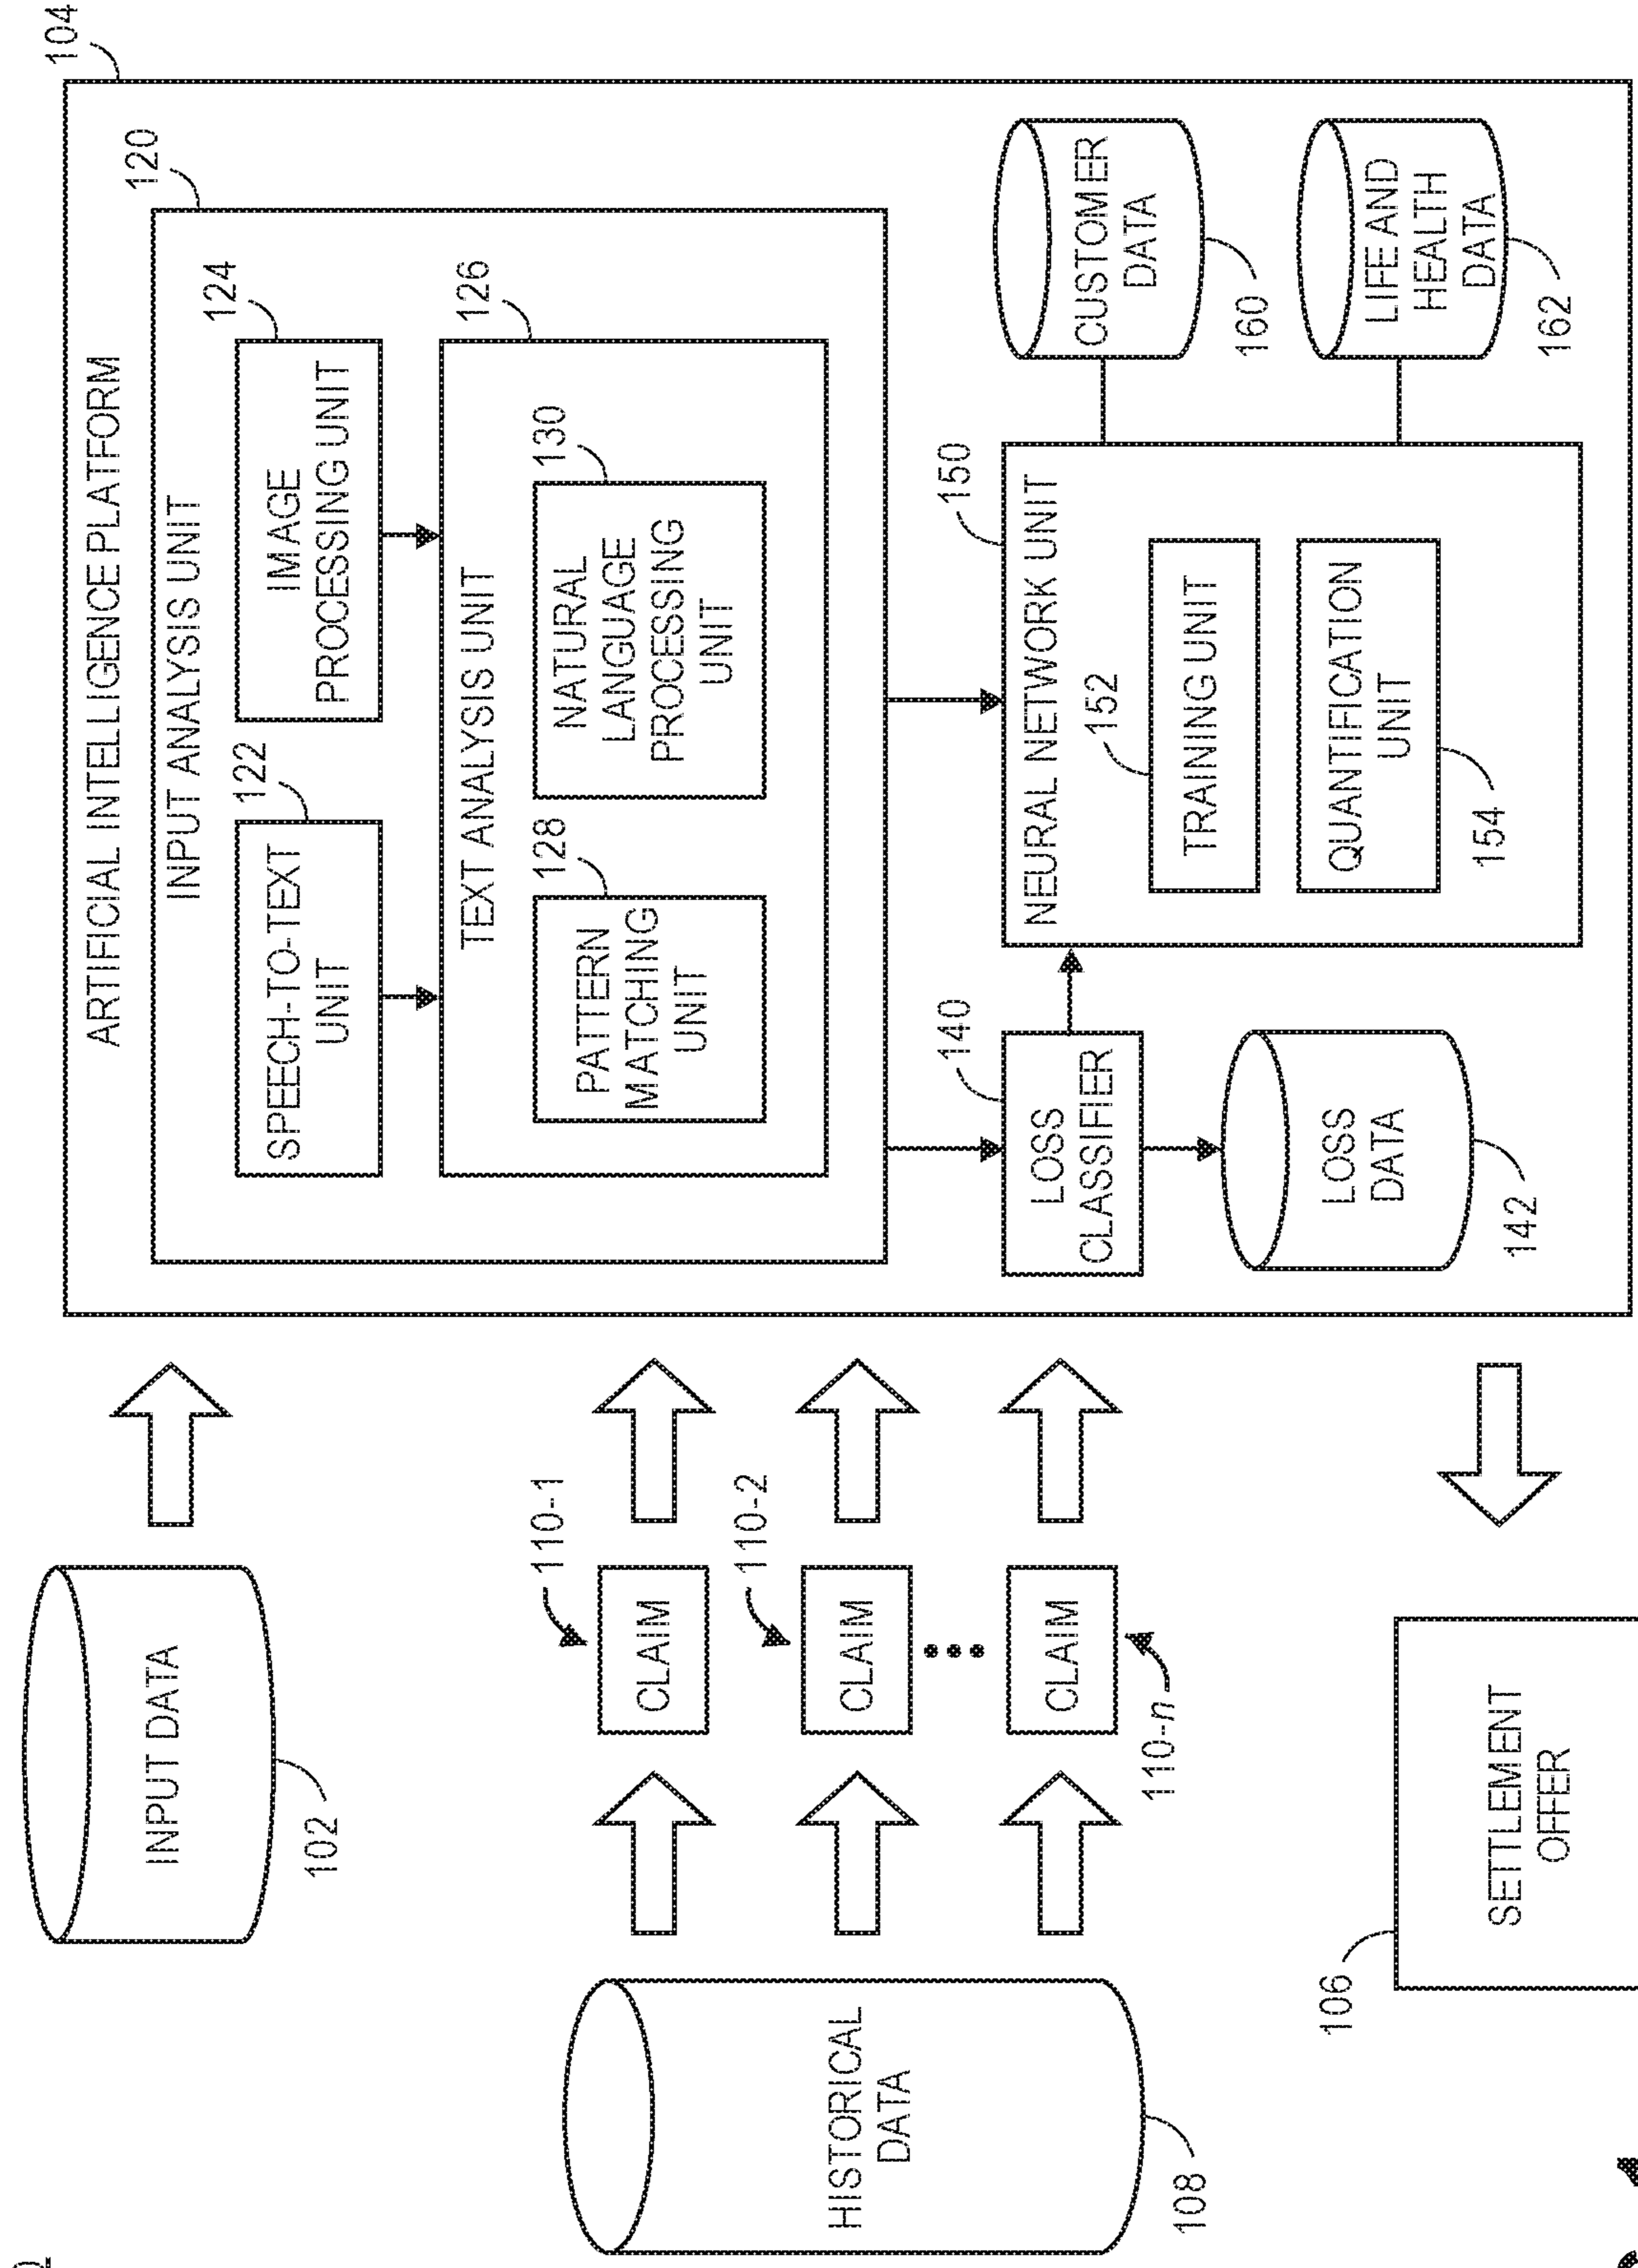 104
ARTIFICIAL INTELLIGENCE PLATFORM
120
INPUT ANALYSIS UNIT
122
SPEECH-TO-TEXT
UNIT
124
IMAGE
PROCESSING UNIT
126
TEXT ANALYSIS UNIT
128
PATTERN
MATCHING
UNIT
130
NATURAL
LANGUAGE
PROCESSING
UNIT
140
LOSS
CLASSIFIER
LOSS
DATA
142
150
NEURAL NETWORK UNIT
152
TRAINING UNIT
QUANTIFICATION
UNIT
154
CUSTOMER
DATA
160
LIFE AND
HEALTH
DATA
162
INPUT DATA
102
HISTORICAL
DATA
108
110-1
CLAIM
110-2
CLAIM
CLAIM
110-n
106
SETTLEMENT
OFFER